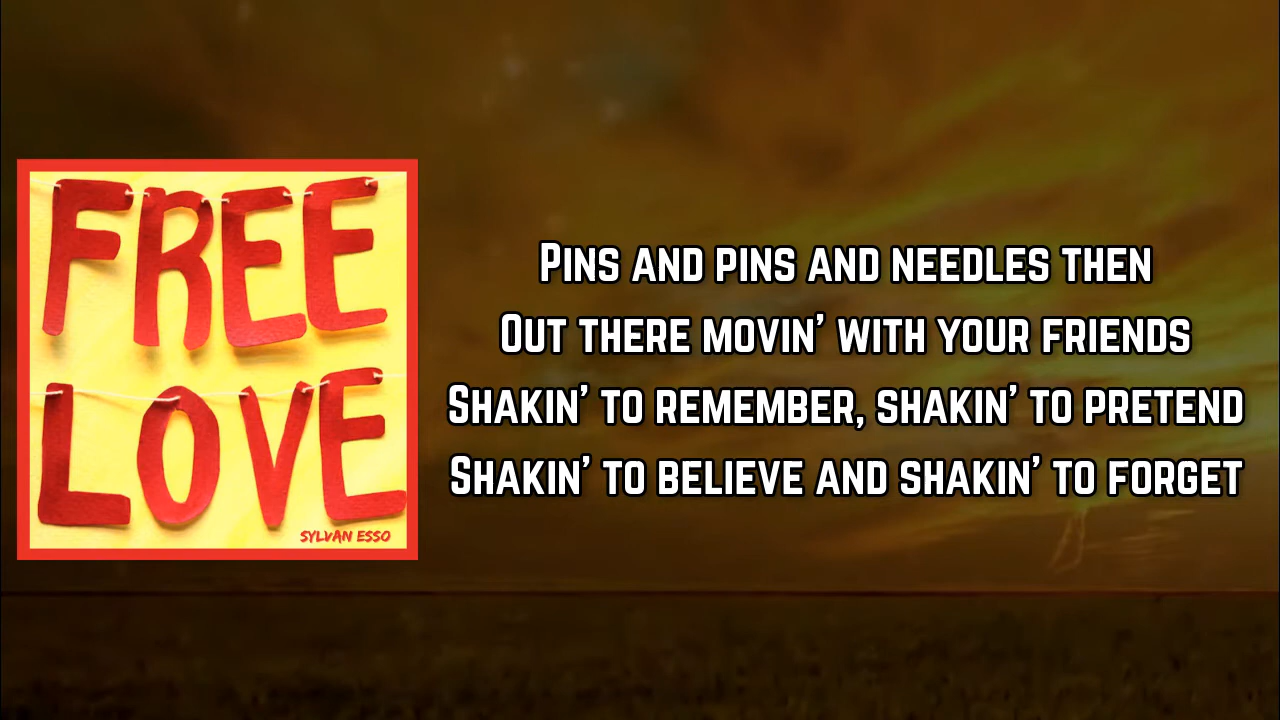 FREE
LOVE
SYLVAN ESSO
Pins and pins and needles then
Out there movin’ with your friends
Shakin’ to remember, shakin’ to pretend
Shakin’ to believe and shakin’ to forget